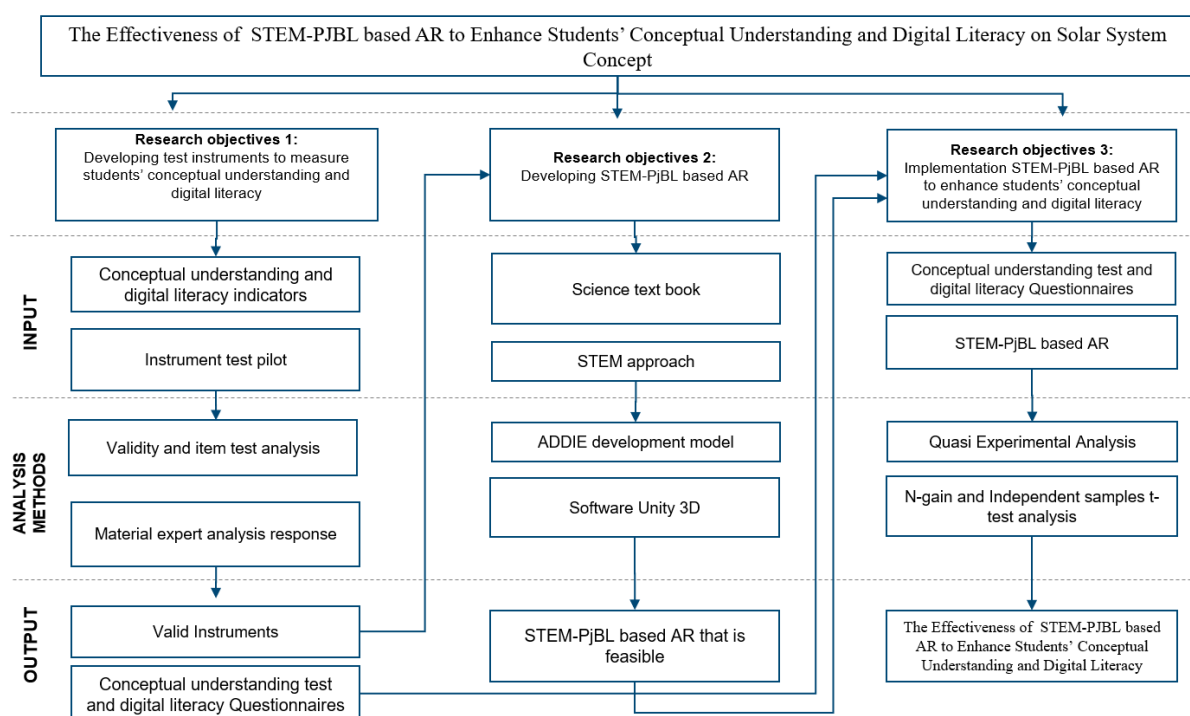 The Effectiveness of STEM-PJBL based AR to Enhance Students' Conceptual Understanding and Digital Literacy on Solar System
Concept
Research objectives 1:
Developing test instruments to measure
students' conceptual understanding and
digital literacy
Research objectives 2:
Developing STEM-PjBL based AR
Research objectives 3:
Implementation STEM-PjBL based AR
to enhance students' conceptual
understanding and digital literacy
INPUT
Conceptual understanding and
digital literacy indicators
Instrument test pilot
Science text book
STEM approach
Conceptual understanding test and
digital literacy Questionnaires
STEM-PjBL based AR
ANALYSIS
METHODS
Validity and item test analysis
Material expert analysis response
ADDIE development model
Software Unity 3D
Quasi Experimental Analysis
N-gain and Independent samples t-
test analysis
OUTPUT
Valid Instruments
Conceptual understanding test
and digital literacy Questionnaires
STEM-PjBL based AR that is
feasible
The Effectiveness of STEM-PJBL based
AR to Enhance Students' Conceptual
Understanding and Digital Literacy